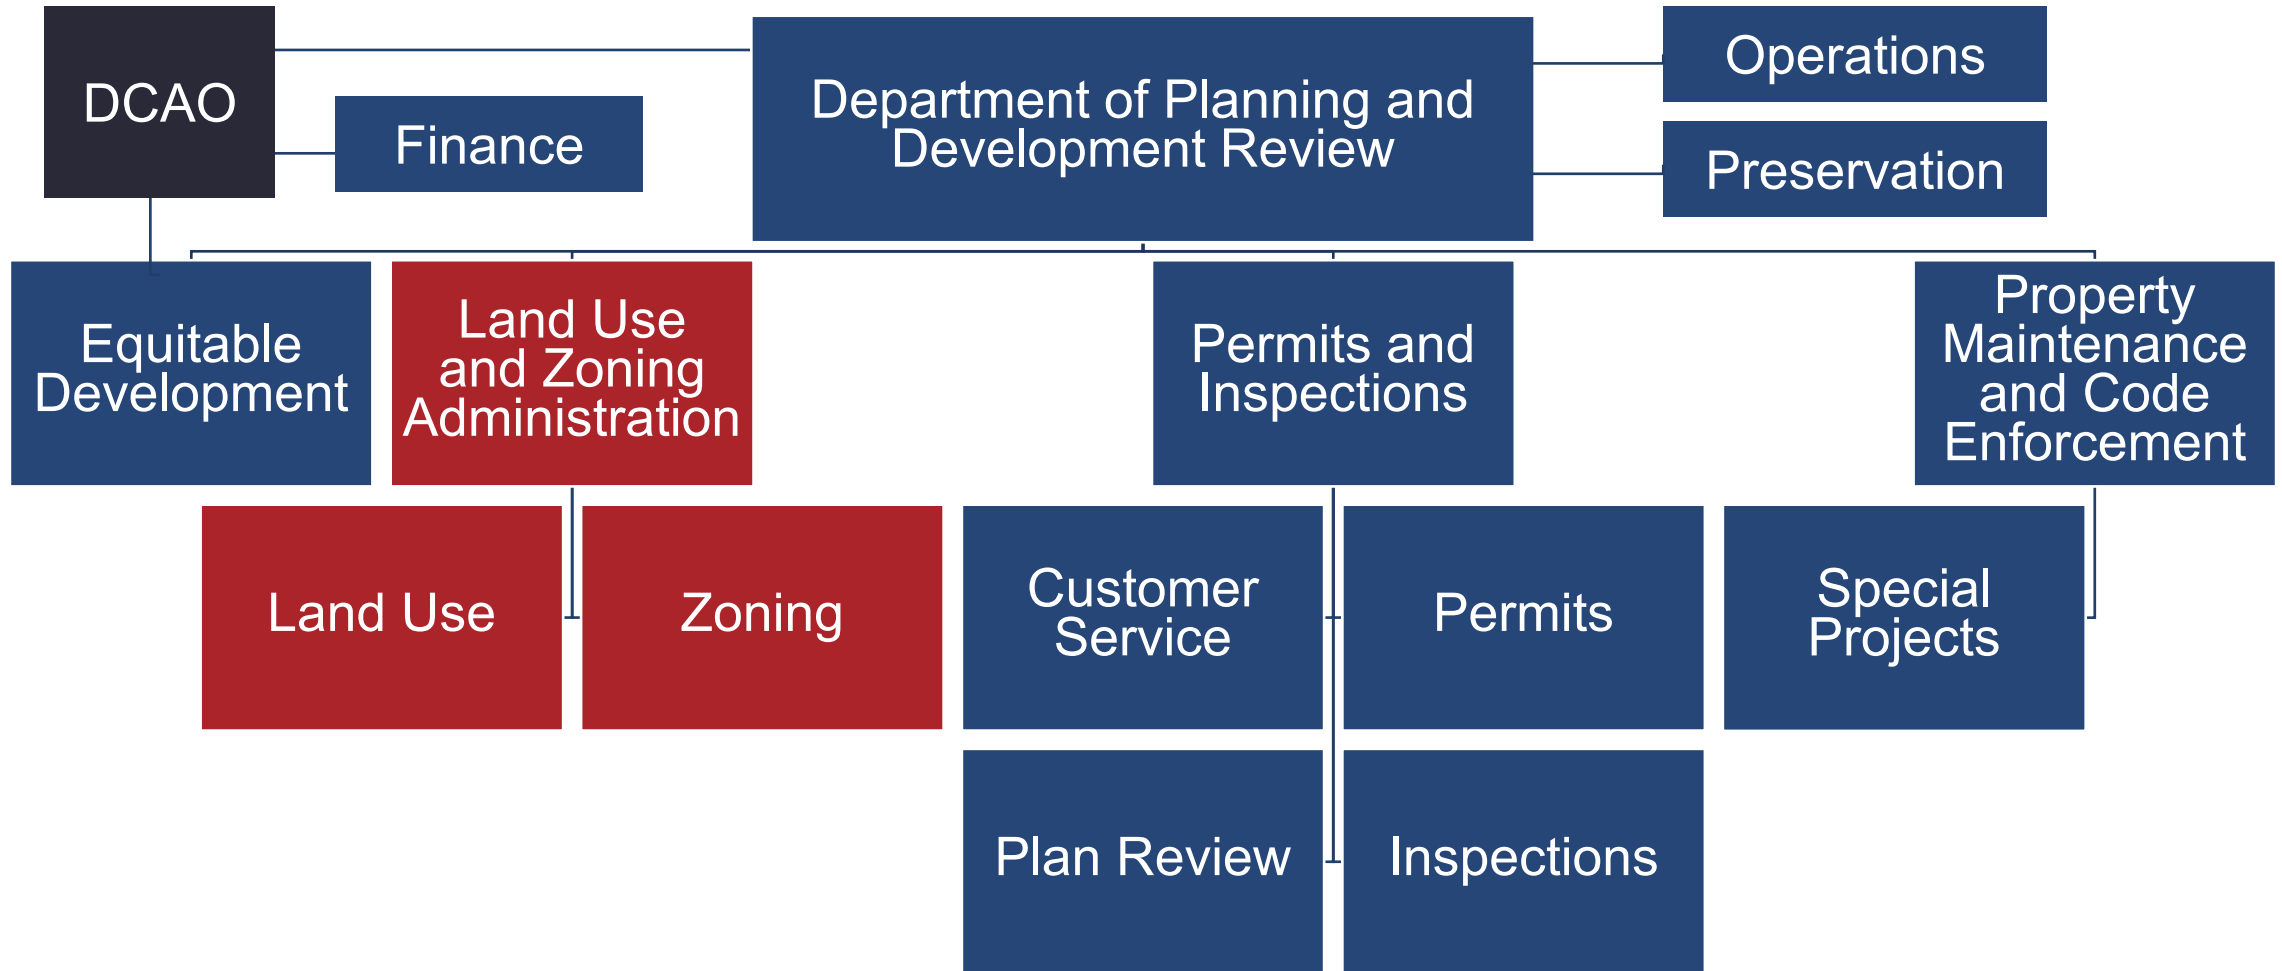 DCAO
Finance
Department of Planning and
Development Review
Operations
Preservation
Equitable
Development
Land Use
and Zoning
Administration
Permits and
Inspections
Property
Maintenance
and Code
Enforcement
Land Use
Zoning
Customer
Service
Permits
Special
Projects
Plan Review
Inspections